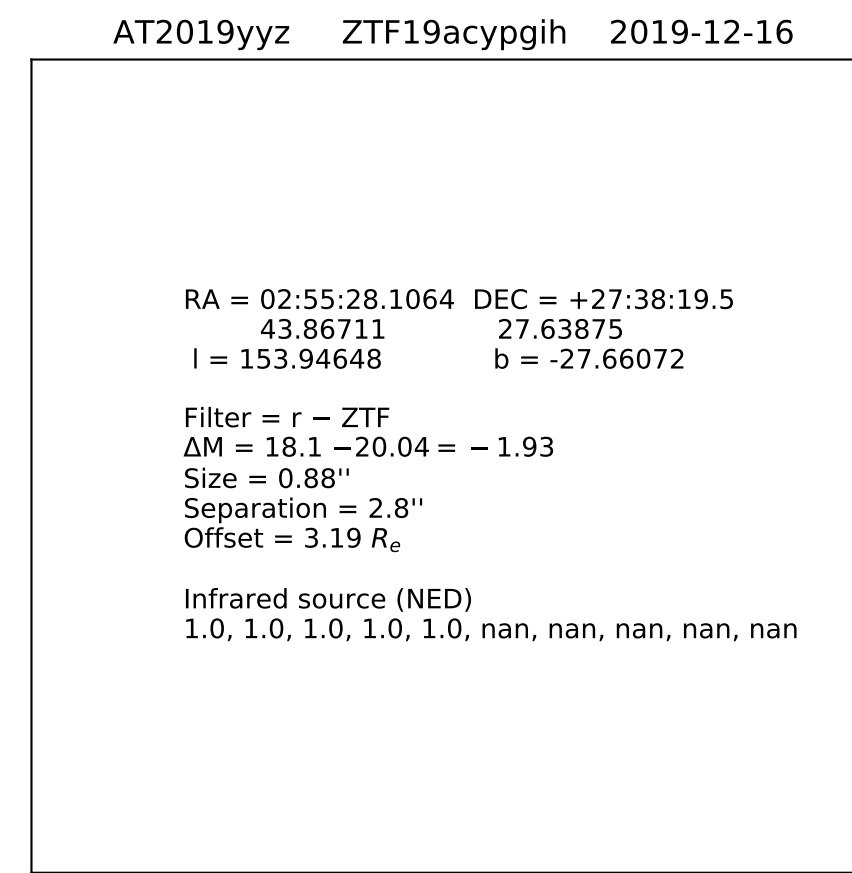 AT2019yyz ZTF19acypgih 2019-12-16
RA = 02:55:28.1064 DEC = +27:38:19.5
43.86711 27.63875
l = 153.94648 b = -27.66072
Filter = r − ZTF
ΔM = 18.1 −20.04 = − 1.93
Size = 0.88''
Separation = 2.8''
Offset = 3.19 Rₑ
Infrared source (NED)
1.0, 1.0, 1.0, 1.0, 1.0, nan, nan, nan, nan, nan